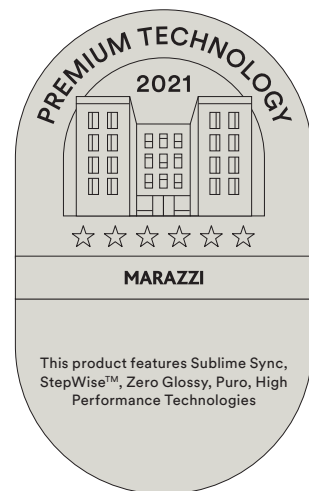 PREMIUM TECHNOLOGY
2021
MARAZZI
This product features Sublime Sync,
StepWise™, Zero Glossy, Puro, High
Performance Technologies